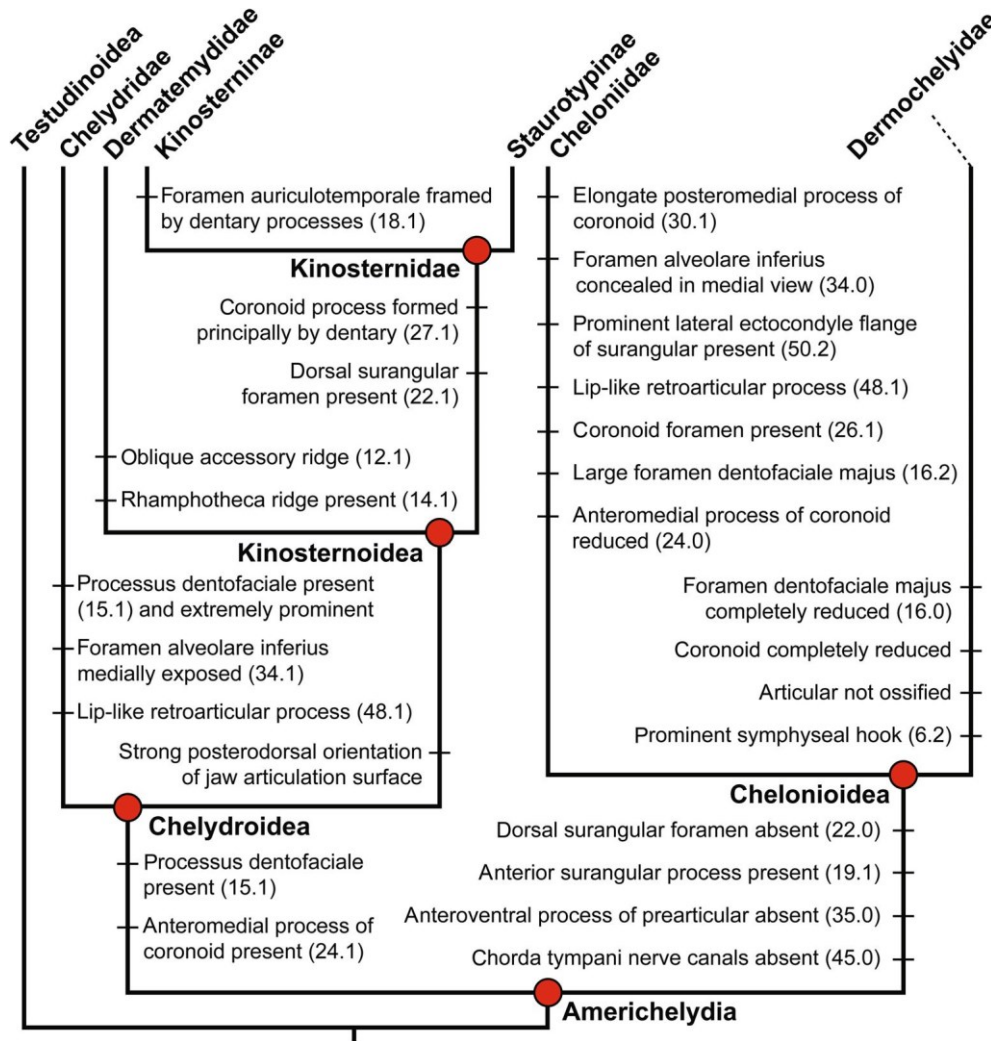 Testudinoidea
Chelydridae
Dermatemydidae
Kinosterninae
Staurotypinae
Cheloniidae
Dermochelyidae
Foramen auriculotemporale framed
by dentary processes (18.1)
Kinosternidae
Coronoid process formed
principally by dentary (27.1)
Dorsal surangular
foramen present (22.1)
Oblique accessory ridge (12.1)
Rhamphotheca ridge present (14.1)
Kinosternoidea
Processus dentofaciale present
(15.1) and extremely prominent
Foramen alveolare inferius
medially exposed (34.1)
Lip-like retroarticular process (48.1)
Strong posterodorsal orientation
of jaw articulation surface
Chelydroidea
Processus dentofaciale
present (15.1)
Anteromedial process of
coronoid present (24.1)
Elongate posteromedial process of
coronoid (30.1)
Foramen alveolare inferius
concealed in medial view (34.0)
Prominent lateral ectocondyle flange
of surangular present (50.2)
Lip-like retroarticular process (48.1)
Coronoid foramen present (26.1)
Large foramen dentofaciale majus (16.2)
Anteromedial process of coronoid
reduced (24.0)
Foramen dentofaciale majus
completely reduced (16.0)
Coronoid completely reduced
Articular not ossified
Prominent symphyseal hook (6.2)
Chelonioidea
Dorsal surangular foramen absent (22.0)
Anterior surangular process present (19.1)
Anteroventral process of prearticular absent (35.0)
Chorda tympani nerve canals absent (45.0)
Americhelydia